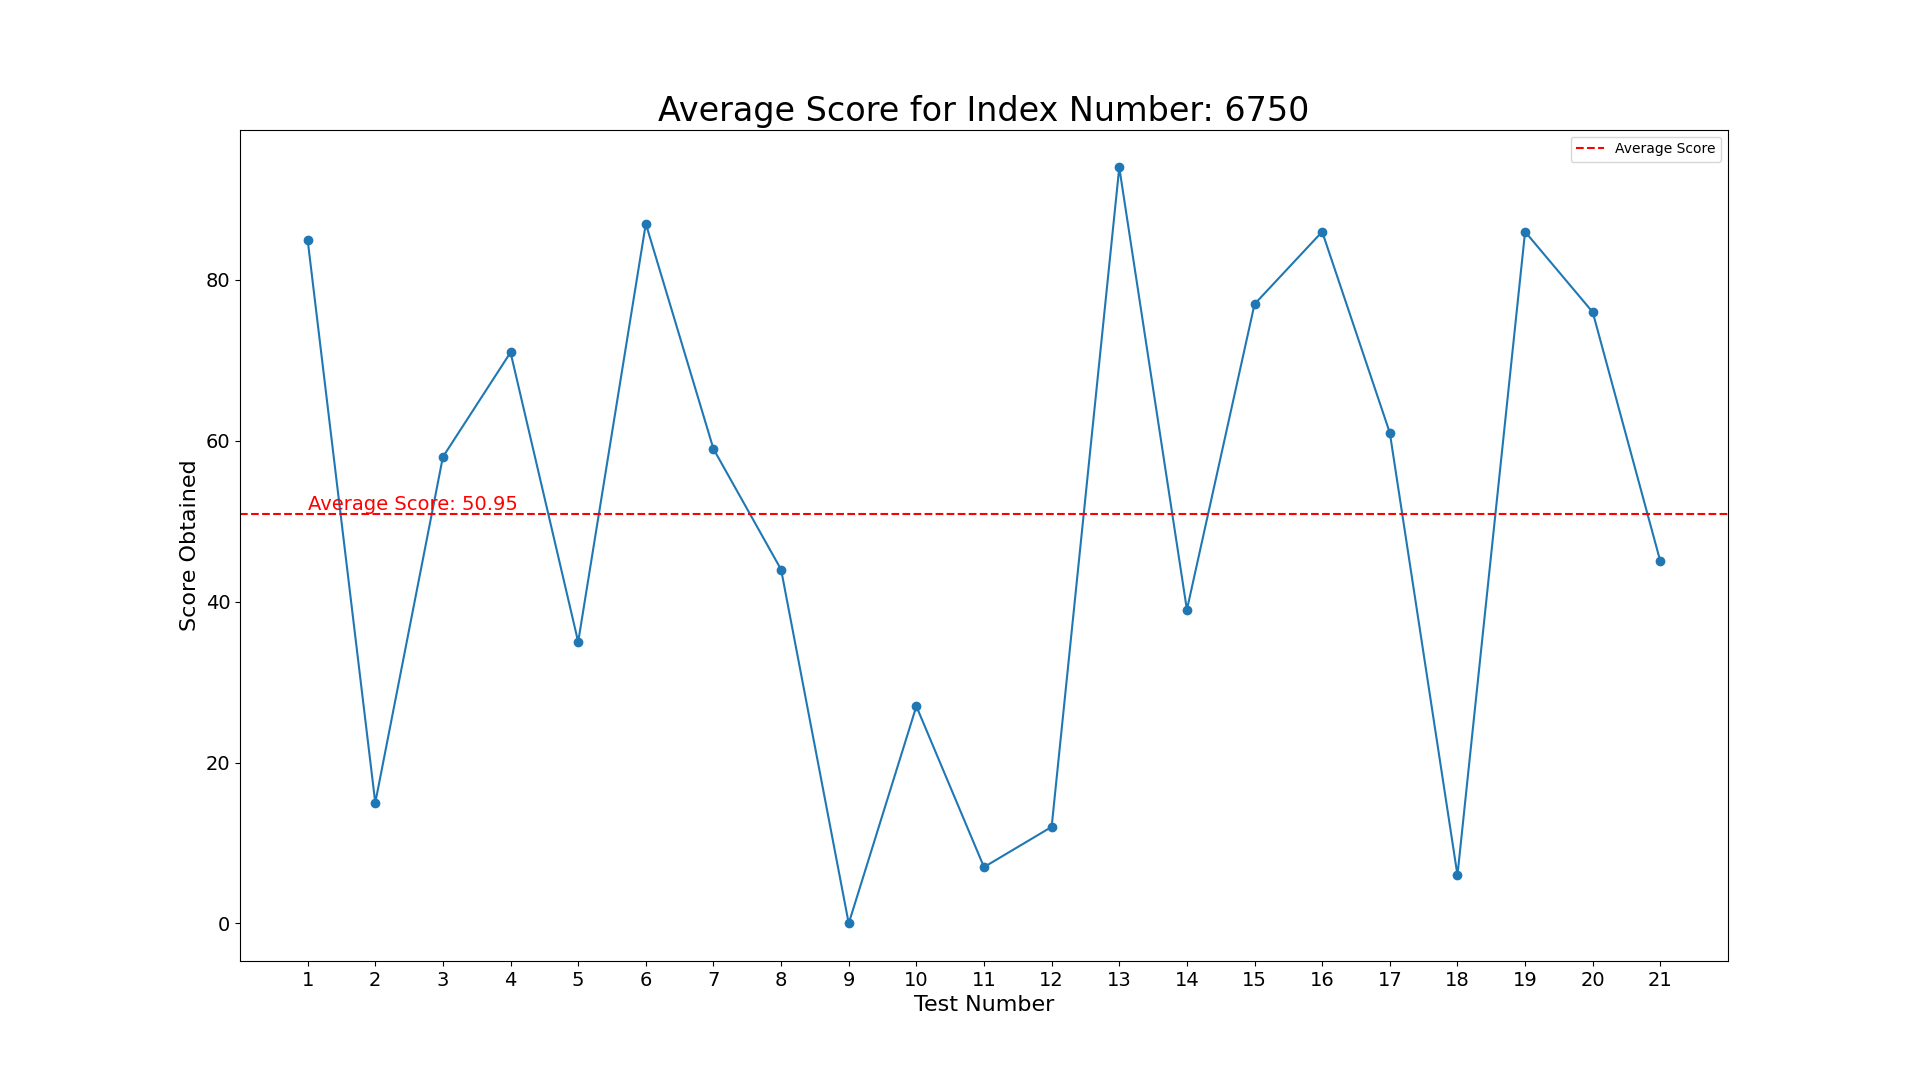 Average Score for Index Number: 6750
Average Score
80
60
40
20
0
Score Obtained
Average Score: 50.95
1 2 3 4 5 6 7 8 9 10 11 12 13 14 15 16 17 18 19 20 21
Test Number